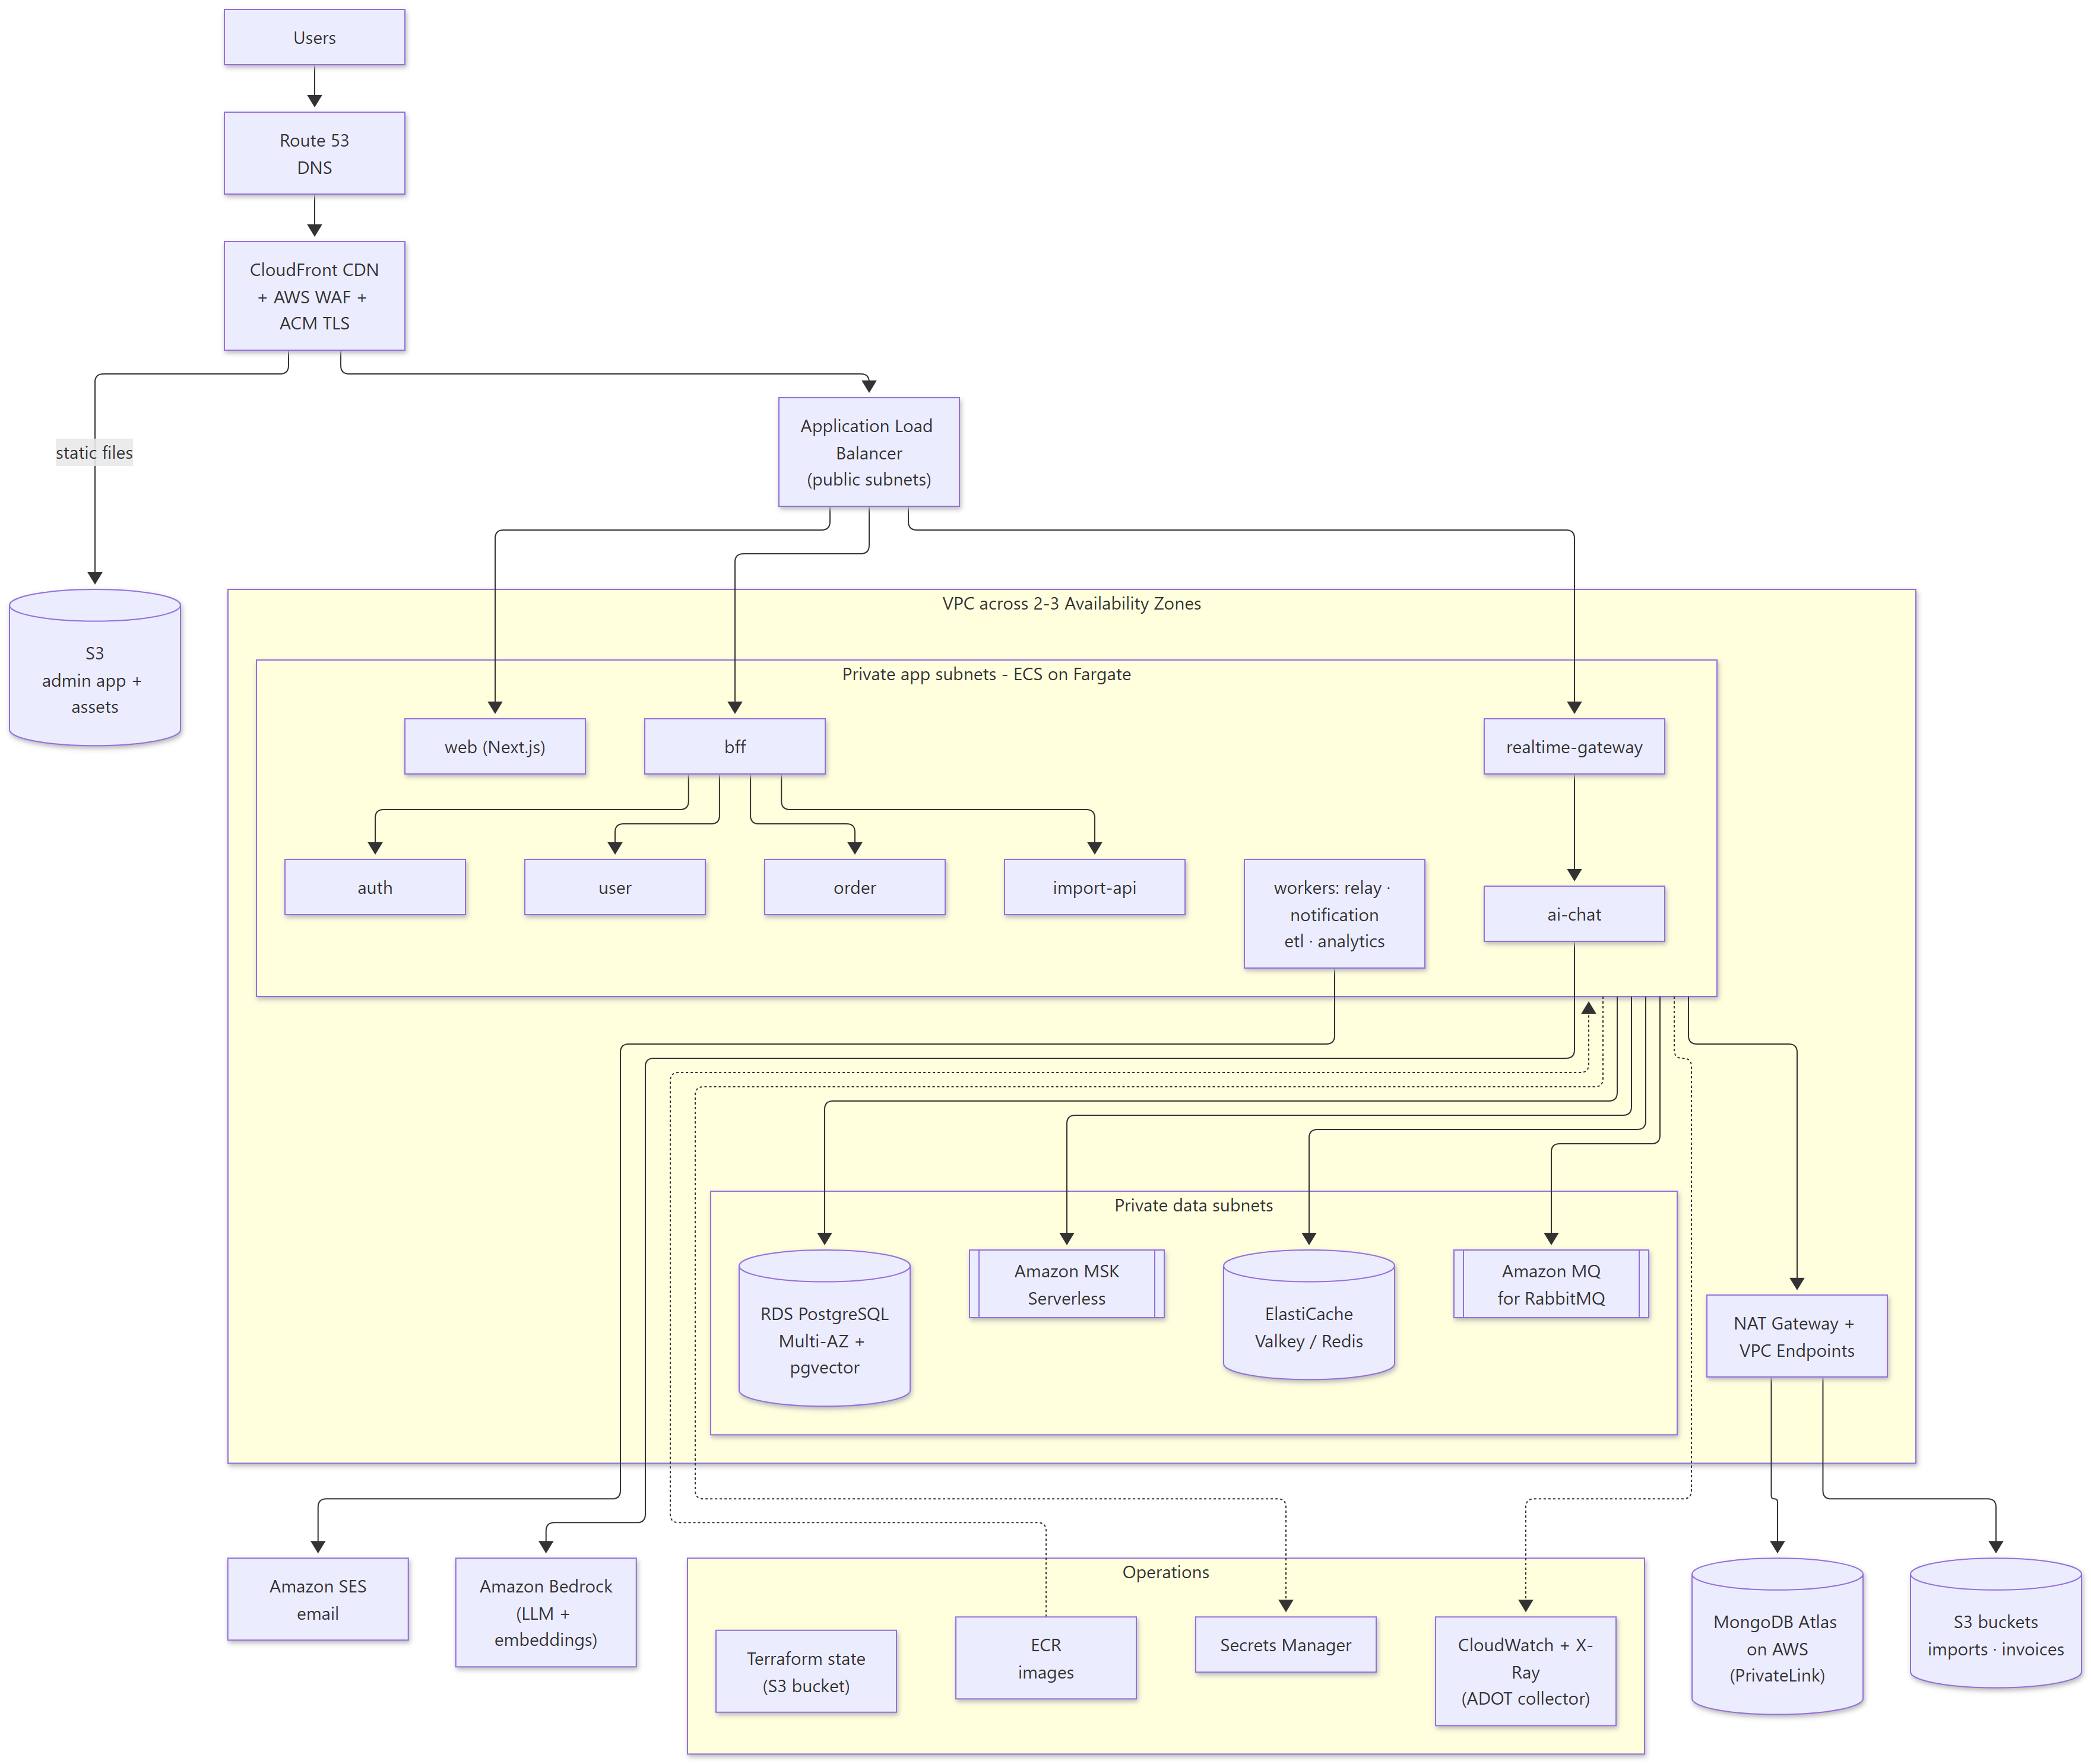 Users
Route 53
DNS
CloudFront CDN
+ AWS WAF +
ACM TLS
static files
Application Load
Balancer
(public subnets)
S3
admin app +
assets
VPC across 2-3 Availability Zones
Private app subnets - ECS on Fargate
web (Next.js)
bff
realtime-gateway
auth
user
order
import-api
workers: relay ·
notification
etl · analytics
ai-chat
Private data subnets
RDS PostgreSQL
Multi-AZ +
pgvector
Amazon MSK
Serverless
ElastiCache
Valkey / Redis
Amazon MQ
for RabbitMQ
NAT Gateway +
VPC Endpoints
Amazon SES
email
Amazon Bedrock
(LLM +
embeddings)
Operations
Terraform state
(S3 bucket)
ECR
images
Secrets Manager
CloudWatch + X-
Ray
(ADOT collector)
MongoDB Atlas
on AWS
(PrivateLink)
S3 buckets
imports · invoices